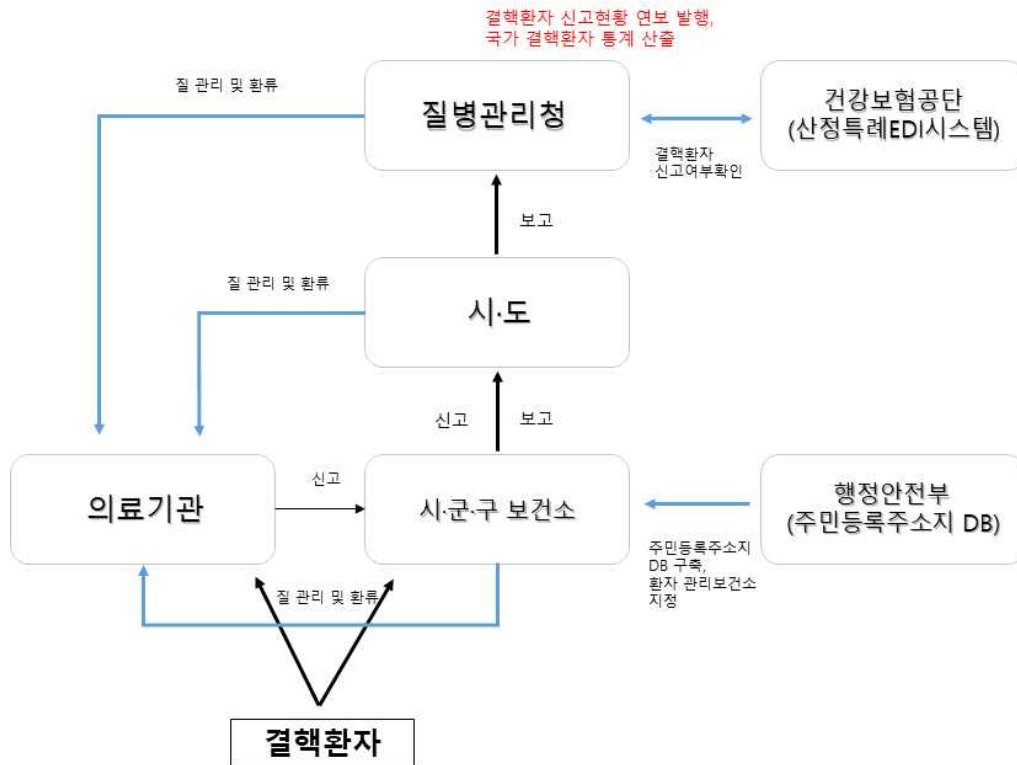 결핵환자 신고현황 연보 발행,
국가 결핵환자 통계 산출
질 관리 및 환류
질병관리청
건강보험공단
(산정특례EDI시스템)
결핵환자
신고여부확인
보고
질 관리 및 환류
시·도
신고
보고
의료기관
신고
시·군·구 보건소
행정안전부
(주민등록주소지 DB)
주민등록주소지
DB 구축,
환자 관리보건소
지정
질 관리 및 환류
결핵환자